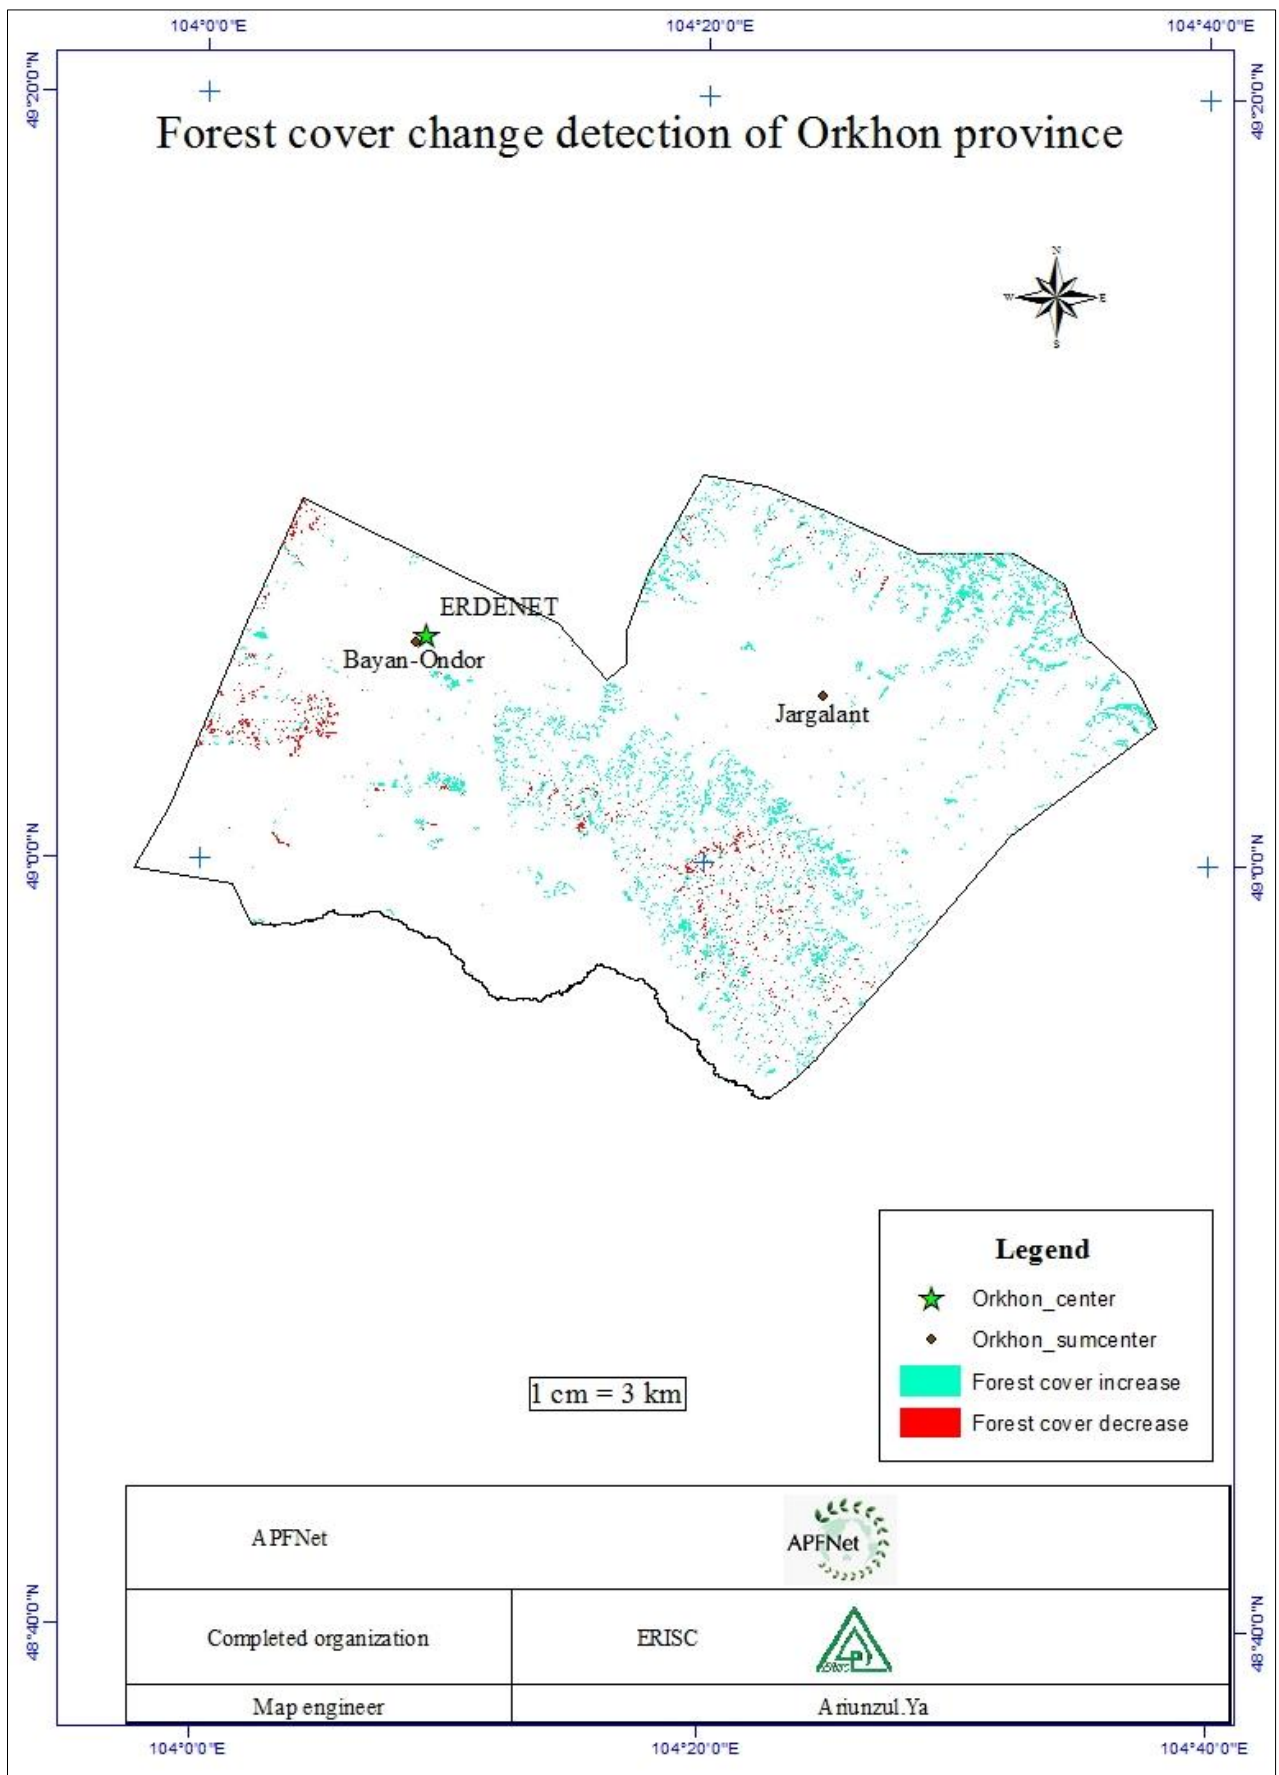 104°0'0"E
104°20'0"E
104°40'0"E
49°20'0"N
49°20'0"N
Forest cover change detection of Orkhon province
N
W
E
S
ERDENET
Bayan-Ondor
Jargalant
49°0'0"N
49°0'0"N
Legend
Orkhon_center
Orkhon_sumcenter
Forest cover increase
Forest cover decrease
1 cm = 3 km
APFNet
APFNet
Completed organization
ERISC
Map engineer
Ariunzul.Ya
48°40'0"N
48°40'0"N
104°0'0"E
104°20'0"E
104°40'0"E